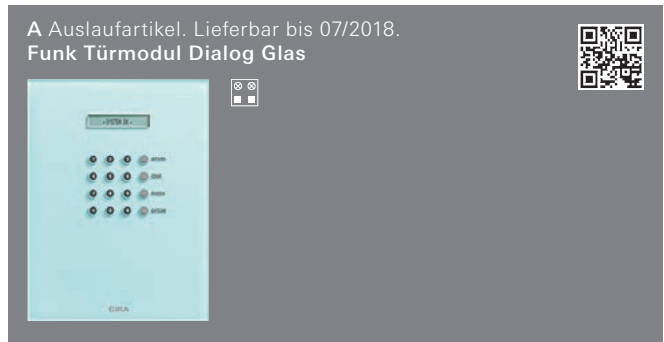 A Auslaufartikel. Lieferbar bis 07/2018.
Funk Türmodul Dialog Glas
GIRA